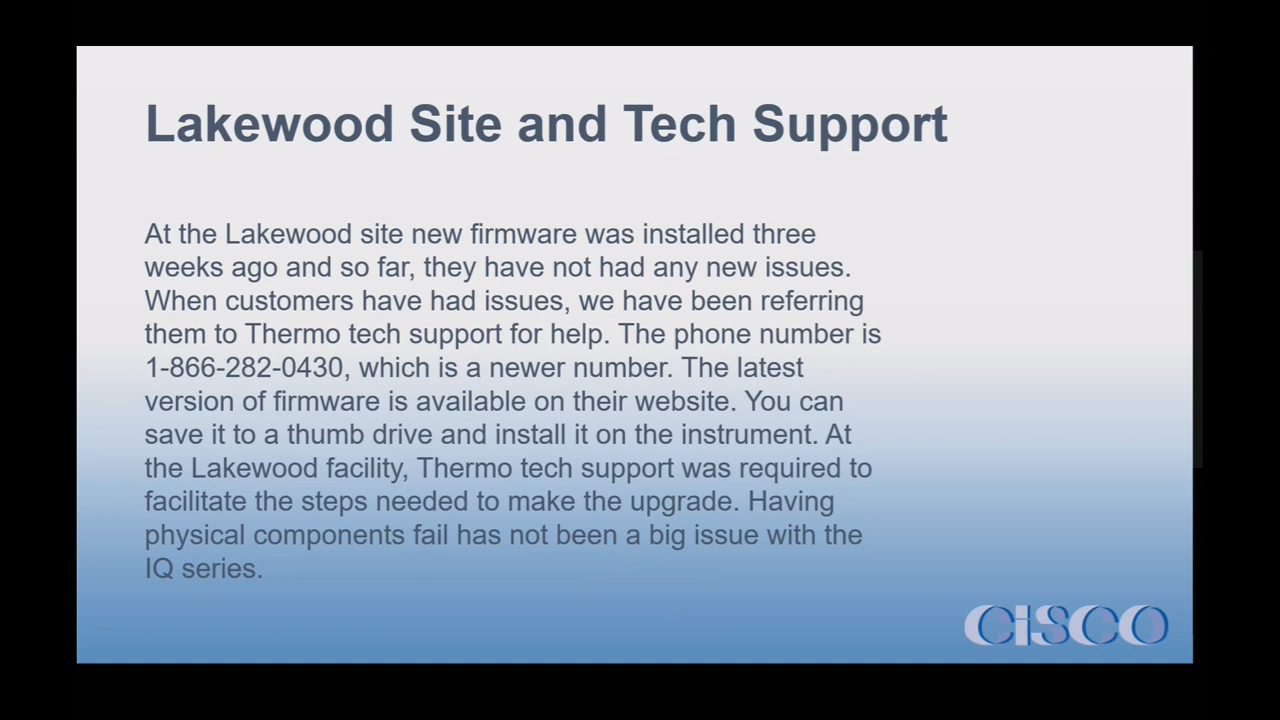 Lakewood Site and Tech Support
At the Lakewood site new firmware was installed three
weeks ago and so far, they have not had any new issues.
When customers have had issues, we have been referring
them to Thermo tech support for help. The phone number is
1-866-282-0430, which is a newer number. The latest
version of firmware is available on their website. You can
save it to a thumb drive and install it on the instrument. At
the Lakewood facility, Thermo tech support was required to
facilitate the steps needed to make the upgrade. Having
physical components fail has not been a big issue with the
IQ series.
CiSCO